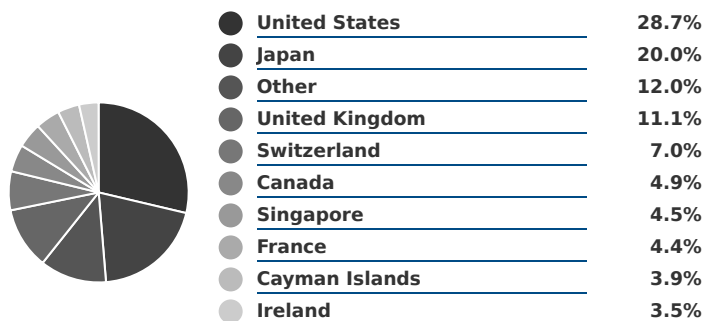 United States 28.7%
Japan 20.0%
Other 12.0%
United Kingdom 11.1%
Switzerland 7.0%
Canada 4.9%
Singapore 4.5%
France 4.4%
Cayman Islands 3.9%
Ireland 3.5%